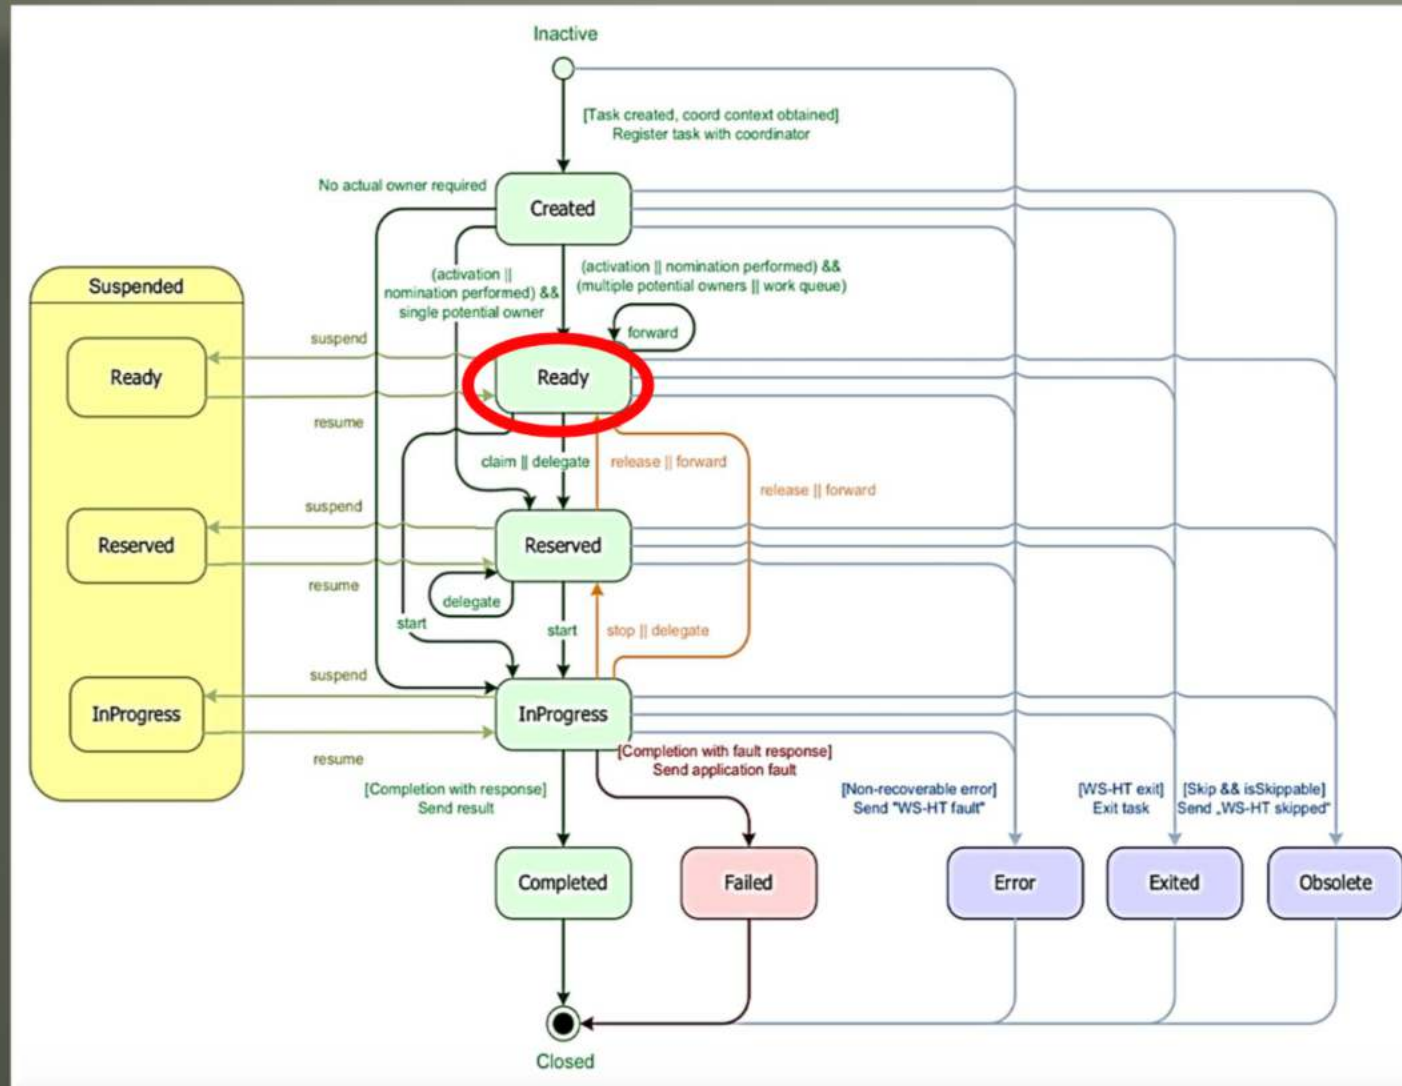 Inactive
[Task created, coord context obtained]
Register task with coordinator
No actual owner required
Created
(activation ||
nomination performed) &&
single potential owner
(activation || nomination performed) &&
(multiple potential owners || work queue)
Suspended
forward
suspend
Ready
Ready
resume
claim || delegate
release || forward
release || forward
suspend
Reserved
Reserved
resume
delegate
start
start
stop || delegate
suspend
InProgress
InProgress
resume
[Completion with response]
Send result
[Completion with fault response]
Send application fault
[Non-recoverable error]
Send "WS-HT fault"
[WS-HT exit]
Exit task
[Skip && isSkippable]
Send „WS-HT skipped"
Completed
Failed
Error
Exited
Obsolete
Closed